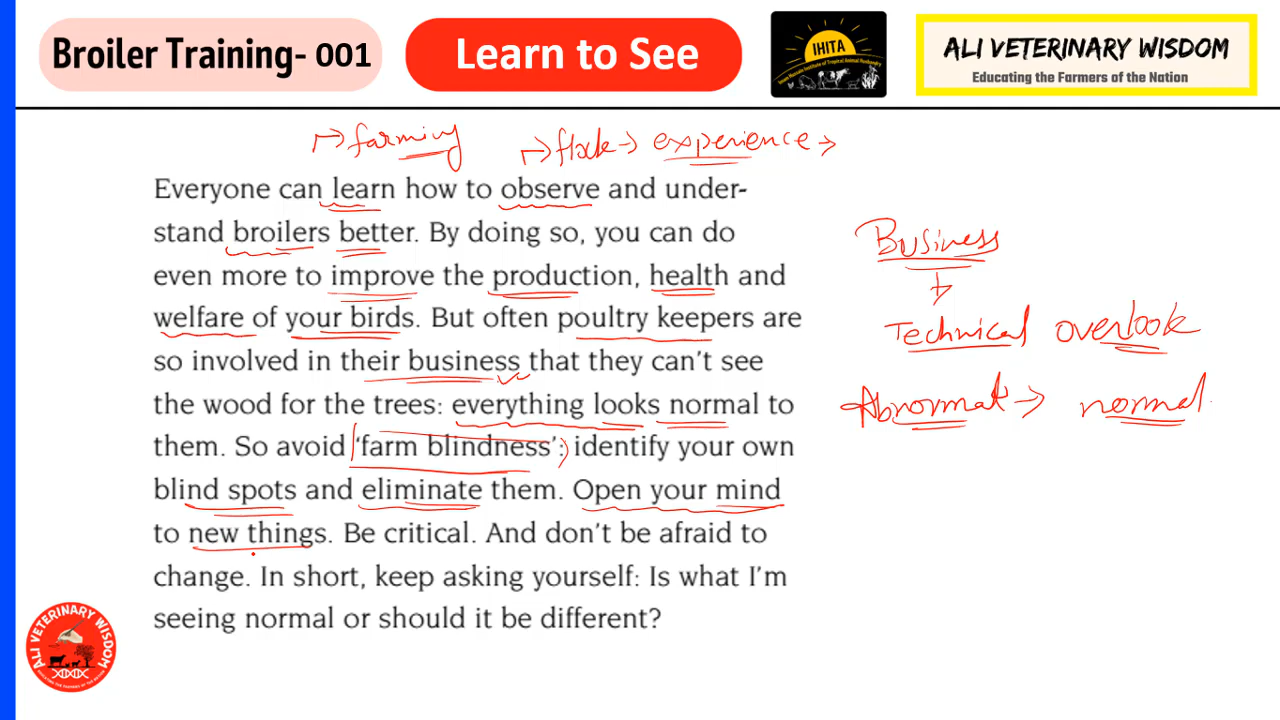 Broiler Training- 001
Learn to See
IHITA
ALI VETERINARY WISDOM
Educating the Farmers of the Nation
↦ farming ↦ flock → experience →
Everyone can learn how to observe and under-
stand broilers better. By doing so, you can do
even more to improve the production, health and
welfare of your birds. But often poultry keepers are
so involved in their business that they can't see
the wood for the trees: everything looks normal to
them. So avoid 'farm blindness': identify your own
blind spots and eliminate them. Open your mind
to new things. Be critical. And don't be afraid to
change. In short, keep asking yourself: Is what I'm
seeing normal or should it be different?
Business
Technical overlook
Abnormal → normal
ALI VETERINARY WISDOM